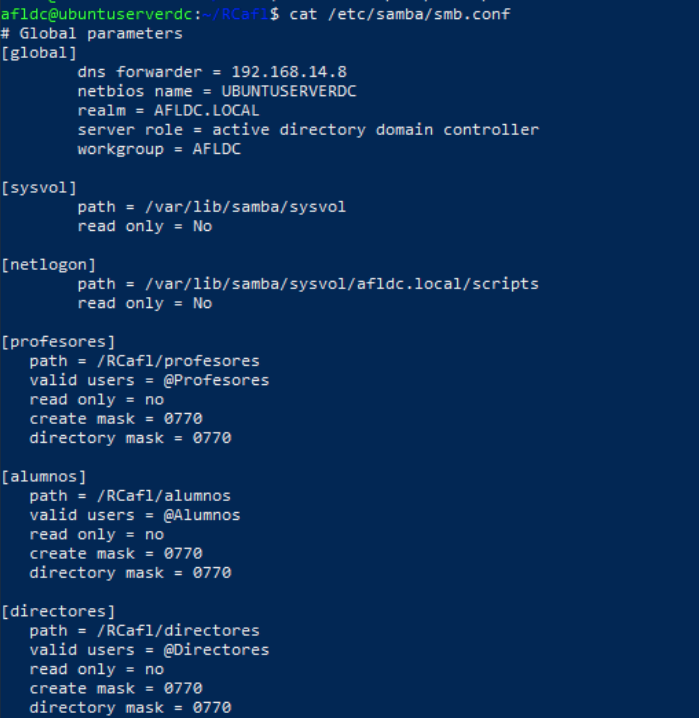 afldc@ubuntuserverdc:~/RCafl$ cat /etc/samba/smb.conf
# Global parameters
[global]
        dns forwarder = 192.168.14.8
        netbios name = UBUNTUSERVERDC
        realm = AFLDC.LOCAL
        server role = active directory domain controller
        workgroup = AFLDC

[sysvol]
        path = /var/lib/samba/sysvol
        read only = No

[netlogon]
        path = /var/lib/samba/sysvol/afldc.local/scripts
        read only = No

[profesores]
   path = /RCafl/profesores
   valid users = @Profesores
   read only = no
   create mask = 0770
   directory mask = 0770

[alumnos]
   path = /RCafl/alumnos
   valid users = @Alumnos
   read only = no
   create mask = 0770
   directory mask = 0770

[directores]
   path = /RCafl/directores
   valid users = @Directores
   read only = no
   create mask = 0770
   directory mask = 0770